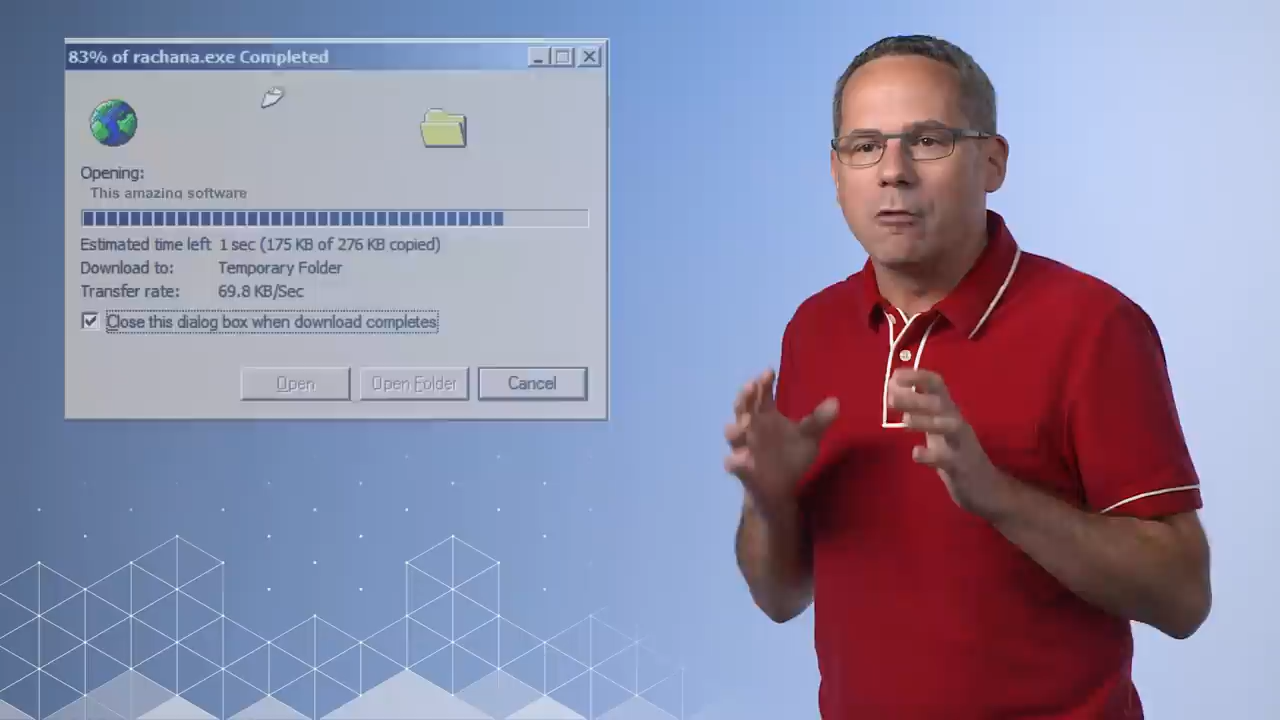 83% of rachana.exe Completed
Opening:
This amazing software
Estimated time left 1 sec (175 KB of 276 KB copied)
Download to: Temporary Folder
Transfer rate: 69.8 KB/Sec
Close this dialog box when download completes
Open Open Folder Cancel